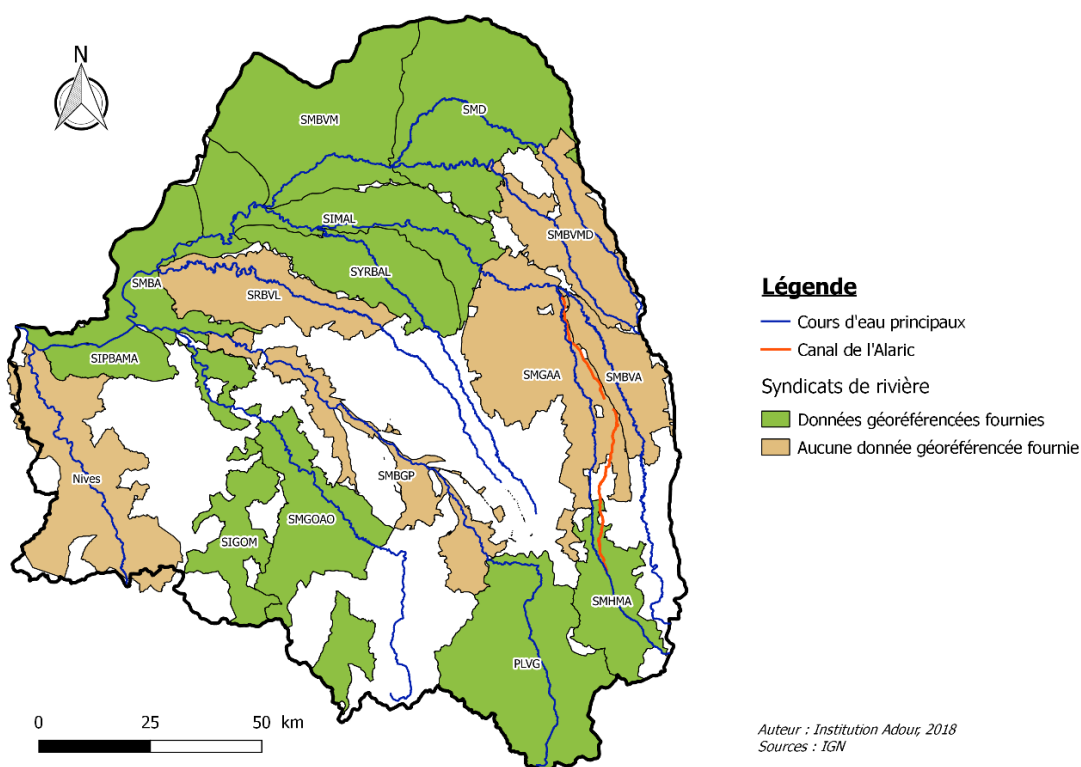 N
SMD
SMBVM
SIMAL
SMBVMD
SYRBAL
SMBA
SRBVL
SIPBAMA
SMGAA
SMBVA
Nives
SMBGP
SMGOAO
SIGOM
SMHMA
PLVG
0 25 50 km
Légende
Cours d'eau principaux
Canal de l'Alaric
Syndicats de rivière
Données géoréférencées fournies
Aucune donnée géoréférencée fournie
Auteur : Institution Adour, 2018
Sources : IGN